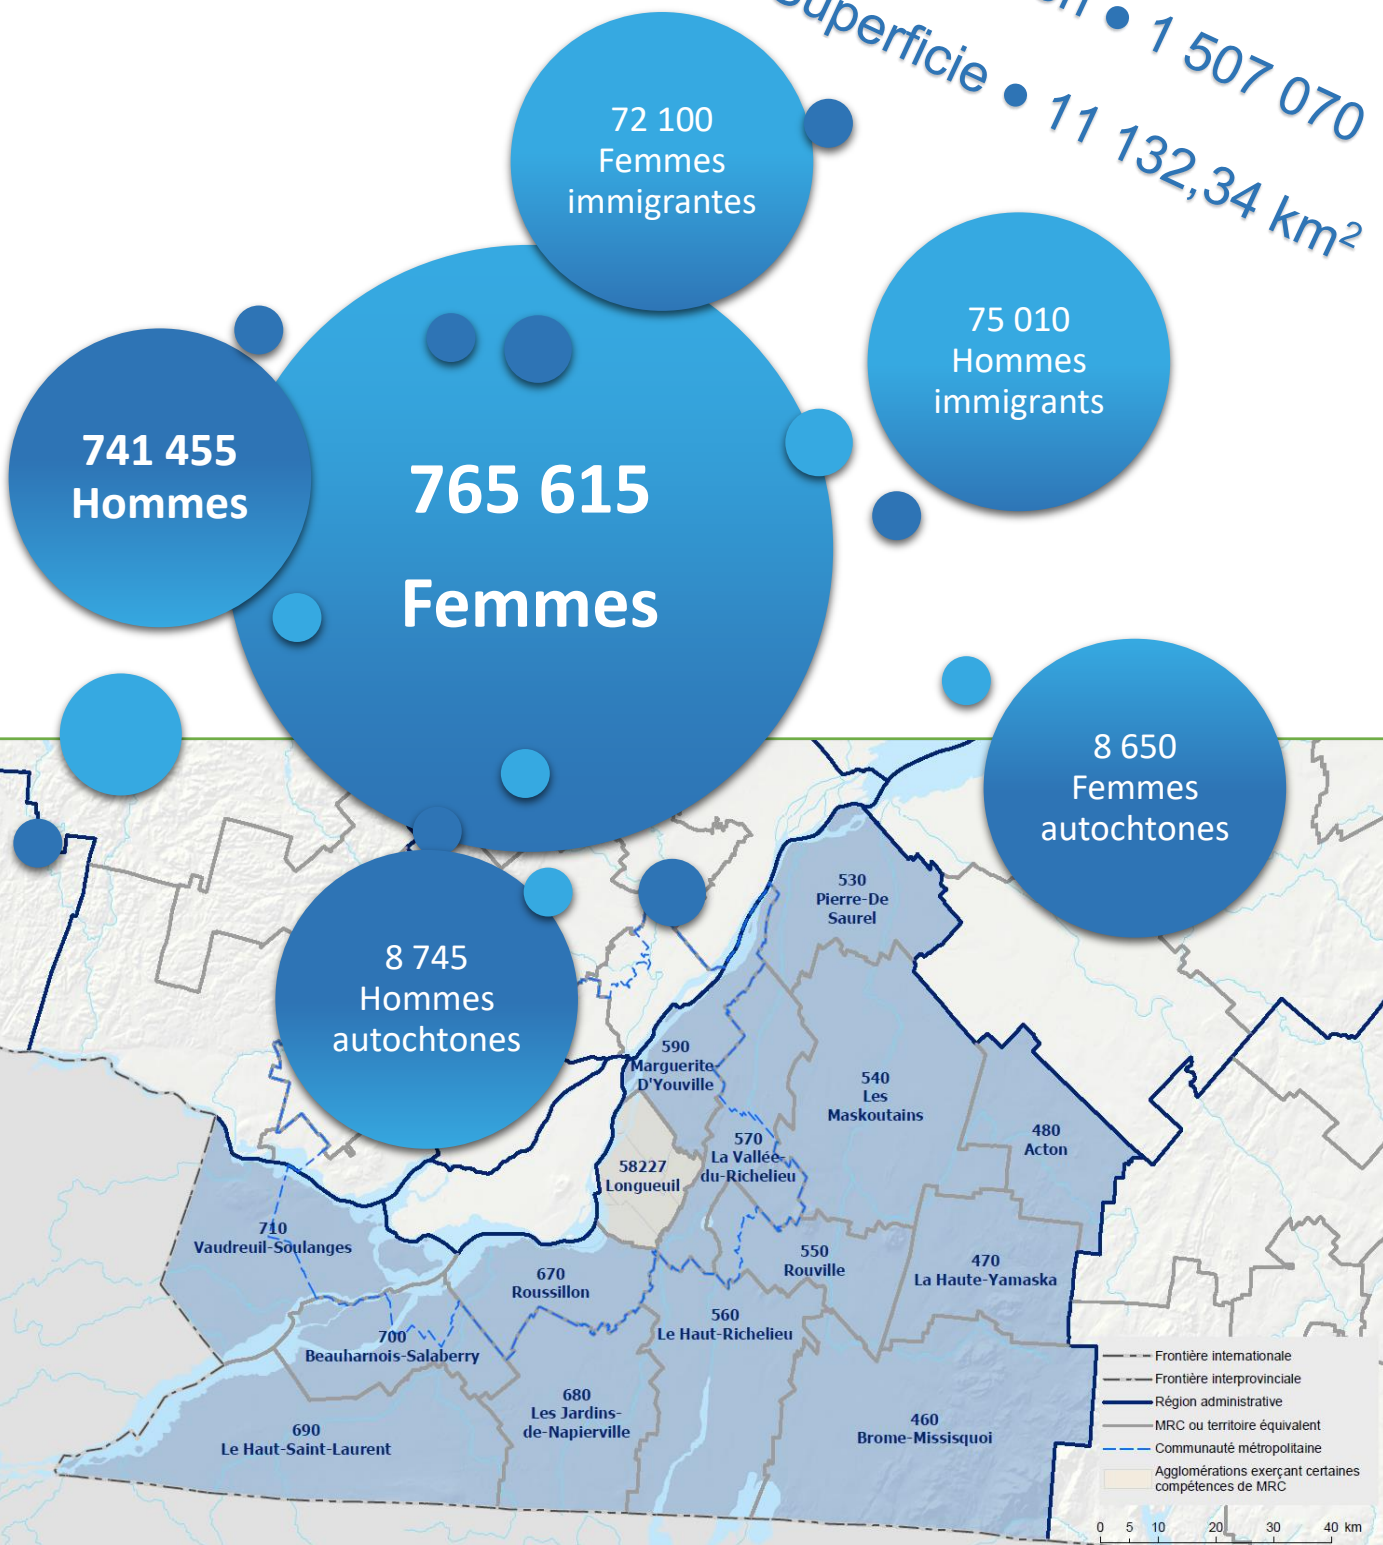 • 1 507 070
Superficie • 11 132,34 km²
72 100
Femmes
immigrantes
75 010
Hommes
immigrants
741 455
Hommes
765 615
Femmes
8 650
Femmes
autochtones
8 745
Hommes
autochtones
530
Pierre-De
Saurel
590
Marguerite-
D'Youville
540
Les
Maskoutains
480
Acton
570
La Vallée-
du-Richelieu
58227
Longueuil
710
Vaudreuil-Soulanges
550
Rouville
470
La Haute-Yamaska
670
Roussillon
560
Le Haut-Richelieu
700
Beauharnois-Salaberry
680
Les Jardins-
de-Napierville
690
Le Haut-Saint-Laurent
460
Brome-Missisquoi
Frontière internationale
Frontière interprovinciale
Région administrative
MRC ou territoire équivalent
Communauté métropolitaine
Agglomérations exerçant certaines
compétences de MRC
0 5 10 20 30 40 km